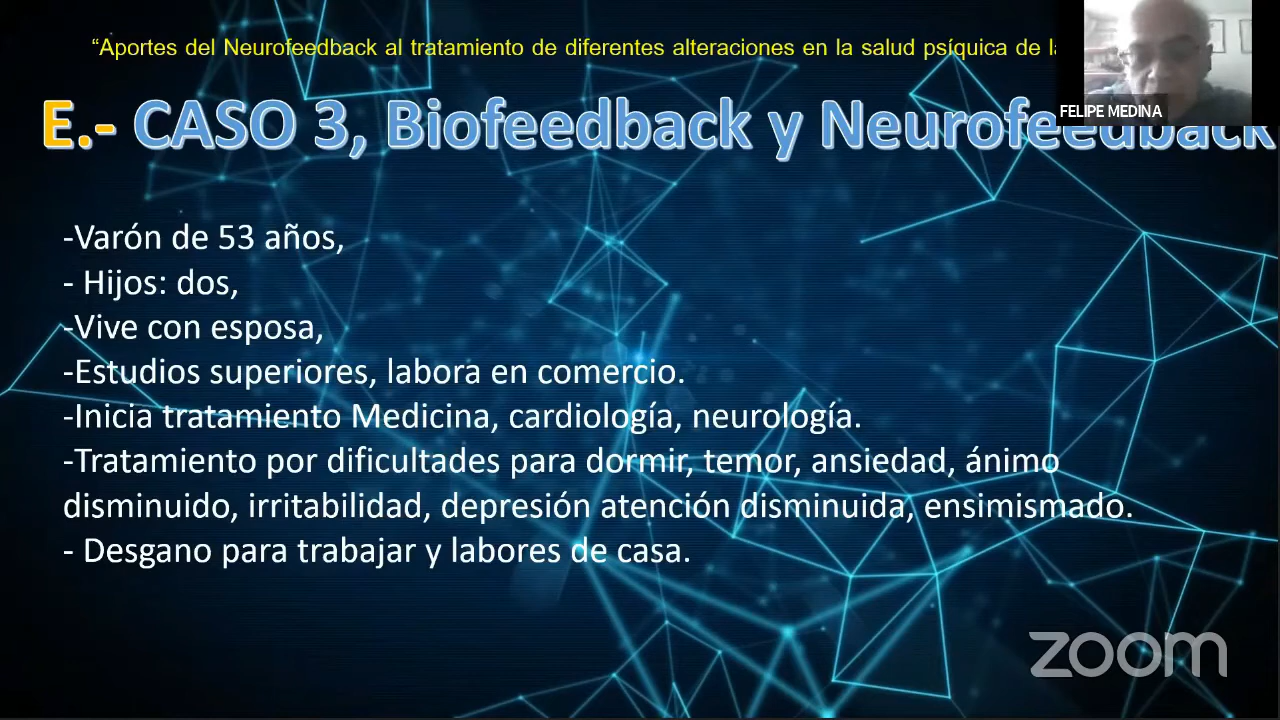 “Aportes del Neurofeedback al tratamiento de diferentes alteraciones en la salud psíquica de
FELIPE MEDINA
E.- CASO 3, Biofeedback y Neurofeedback
-Varón de 53 años,
- Hijos: dos,
-Vive con esposa,
-Estudios superiores, labora en comercio.
-Inicia tratamiento Medicina, cardiología, neurología.
-Tratamiento por dificultades para dormir, temor, ansiedad, ánimo
disminuido, irritabilidad, depresión atención disminuida, ensimismado.
- Desgano para trabajar y labores de casa.
zoom